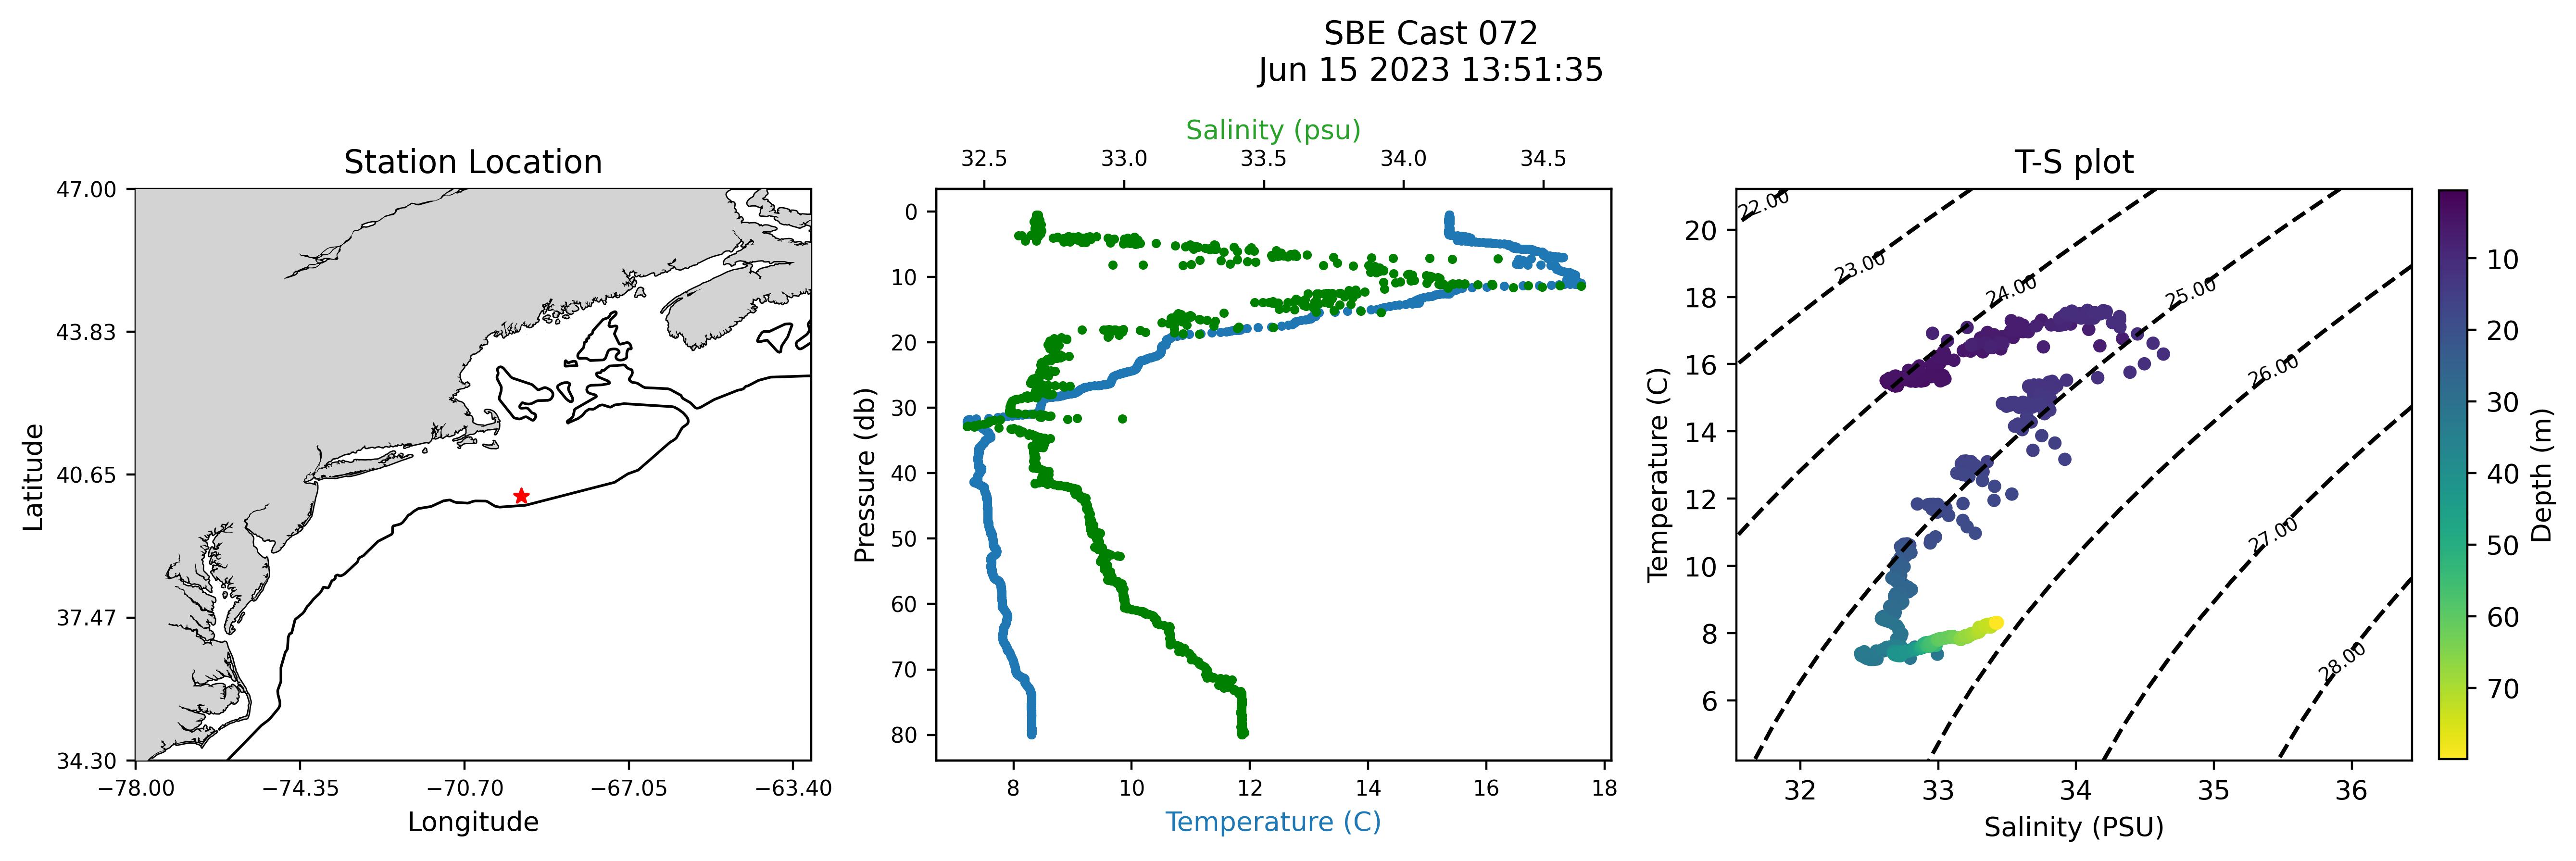 SBE Cast 072
Jun 15 2023 13:51:35
Station Location
47.00
43.83
40.65
37.47
34.30
−78.00 −74.35 −70.70 −67.05 −63.40
Latitude
Longitude
Salinity (psu)
32.5 33.0 33.5 34.0 34.5
0
10
20
30
40
50
60
70
80
Pressure (db)
8 10 12 14 16 18
Temperature (C)
T-S plot
20
18
16
14
12
10
8
6
Temperature (C)
22.00
23.00
24.00
25.00
26.00
27.00
28.00
32 33 34 35 36
Salinity (PSU)
10
20
30
40
50
60
70
Depth (m)